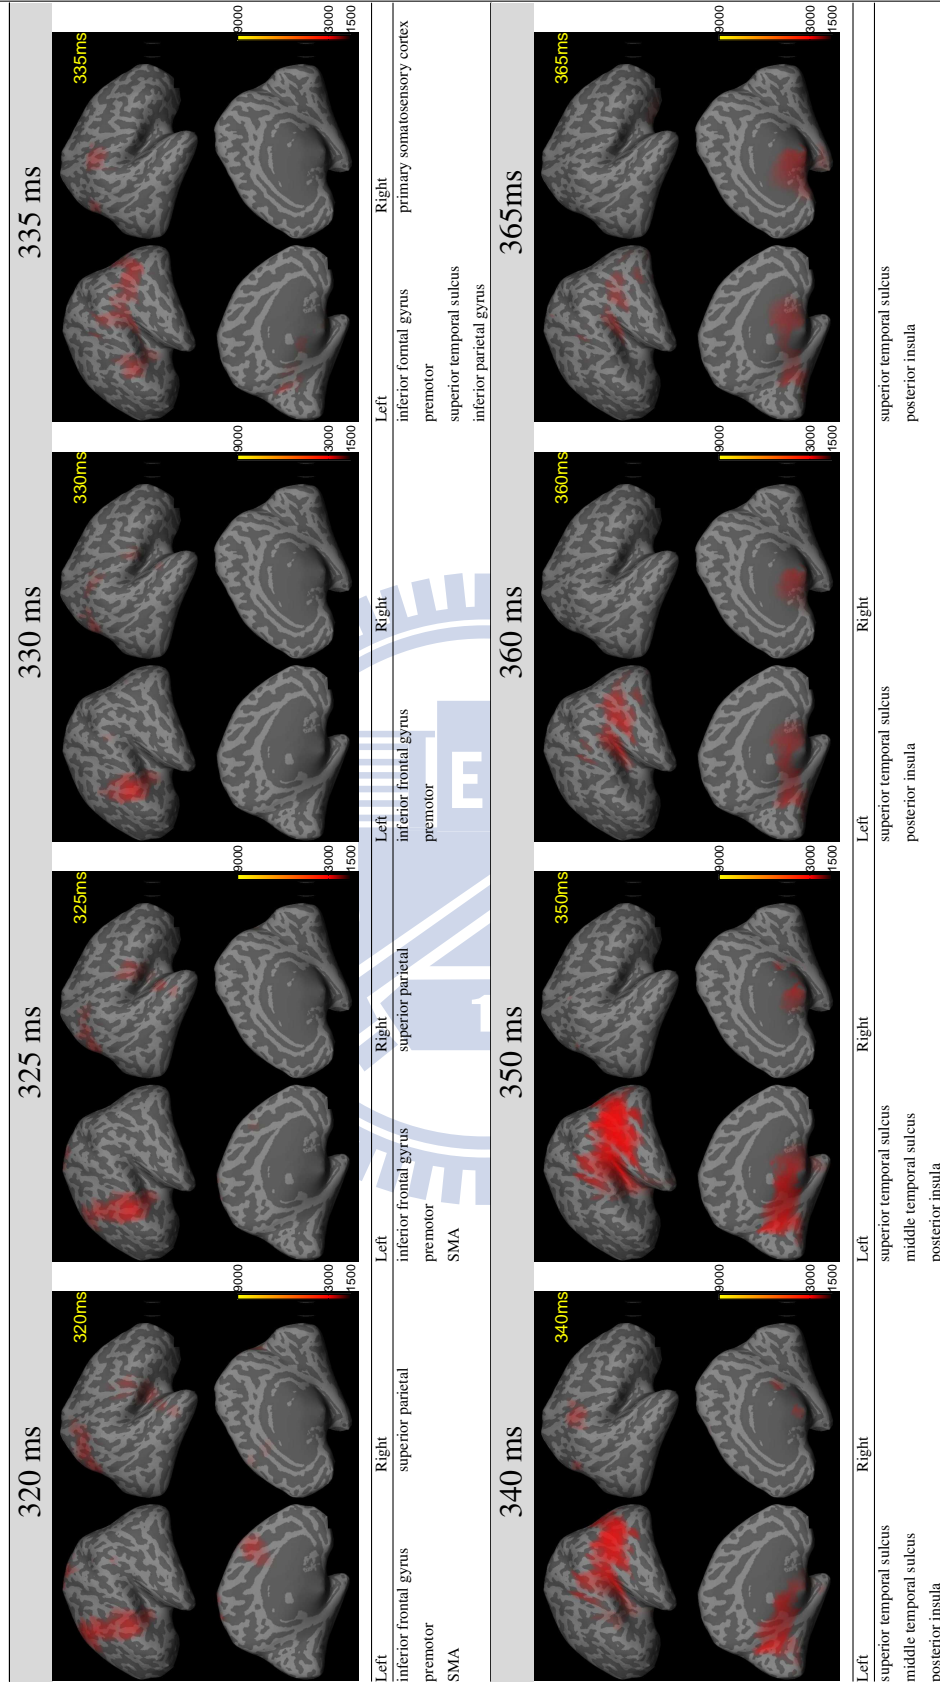 320 ms
325 ms
330 ms
335 ms
320ms
9000
3000
1500
325ms
9000
3000
1500
330ms
9000
3000
1500
335ms
9000
3000
1500
Left Right
inferior frontal gyrus superior parietal
premotor
SMA
Left Right
inferior frontal gyrus superior parietal
premotor
SMA
Left Right
inferior frontal gyrus
premotor
Left Right
inferior forntal gyrus primary somatosensory cortex
premotor
superior temporal sulcus
inferior parietal gyrus
E
1
340 ms
350 ms
360 ms
365ms
340ms
9000
3000
1500
350ms
9000
3000
1500
360ms
9000
3000
1500
365ms
9000
3000
1500
Left Right
superior temporal sulcus
middle temporal sulcus
posterior insula
Left Right
superior temporal sulcus
middle temporal sulcus
posterior insula
Left Right
superior temporal sulcus
posterior insula
superior temporal sulcus
posterior insula